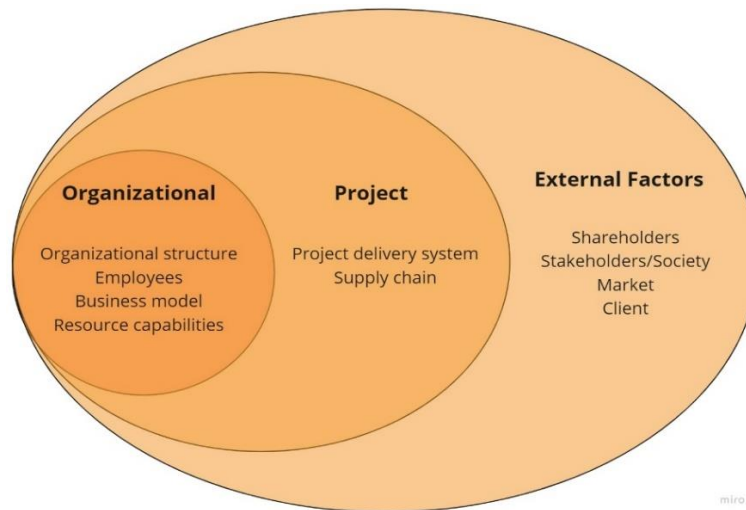 Organizational
Organizational structure
Employees
Business model
Resource capabilities
Project
Project delivery system
Supply chain
External Factors
Shareholders
Stakeholders/Society
Market
Client
miro